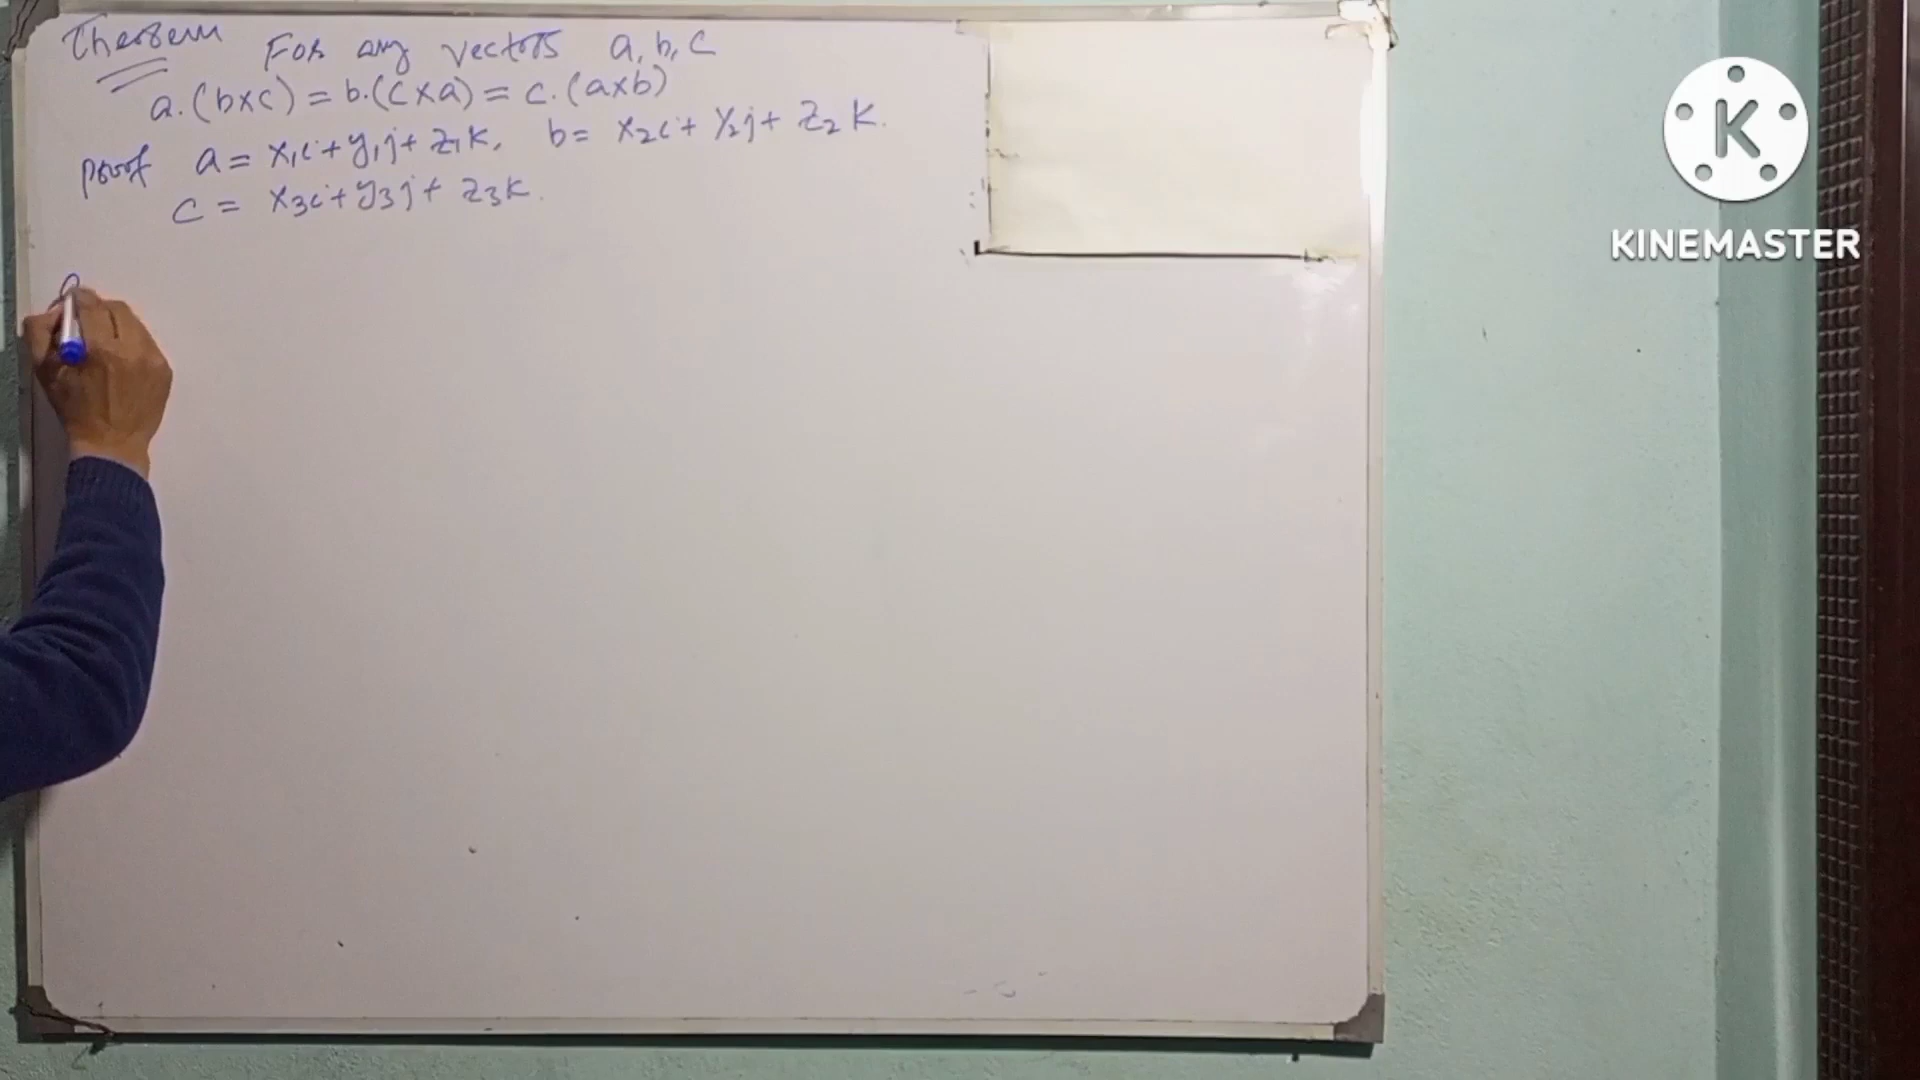 Theorem For any vectors a, b, c
a.(b×c) = b.(c×a) = c.(a×b)
proof a = x₁i + y₁j + z₁k, b = x₂i + y₂j + z₂k.
c = x₃i + y₃j + z₃k.
K
KINEMASTER